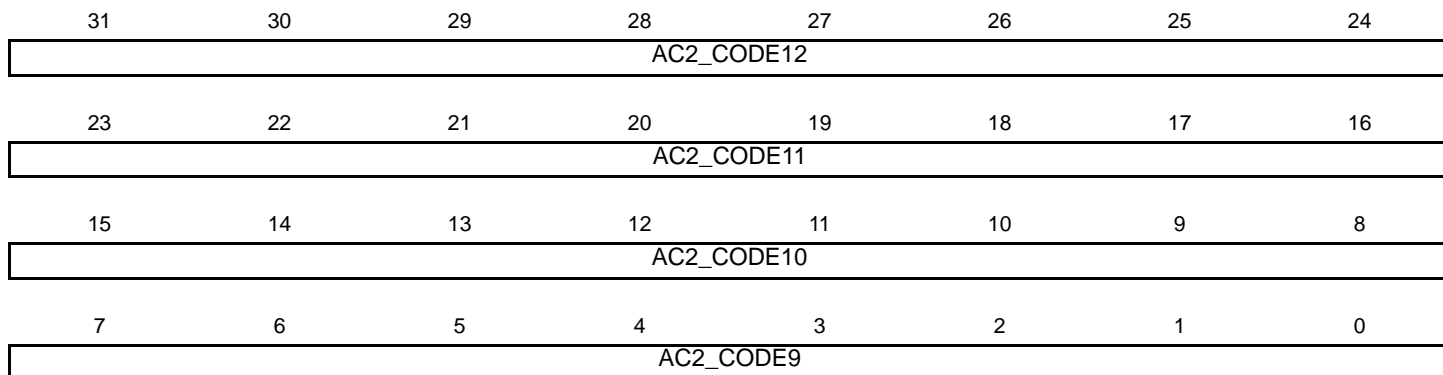 31 30 29 28 27 26 25 24
AC2_CODE12
23 22 21 20 19 18 17 16
AC2_CODE11
15 14 13 12 11 10 9 8
AC2_CODE10
7 6 5 4 3 2 1 0
AC2_CODE9